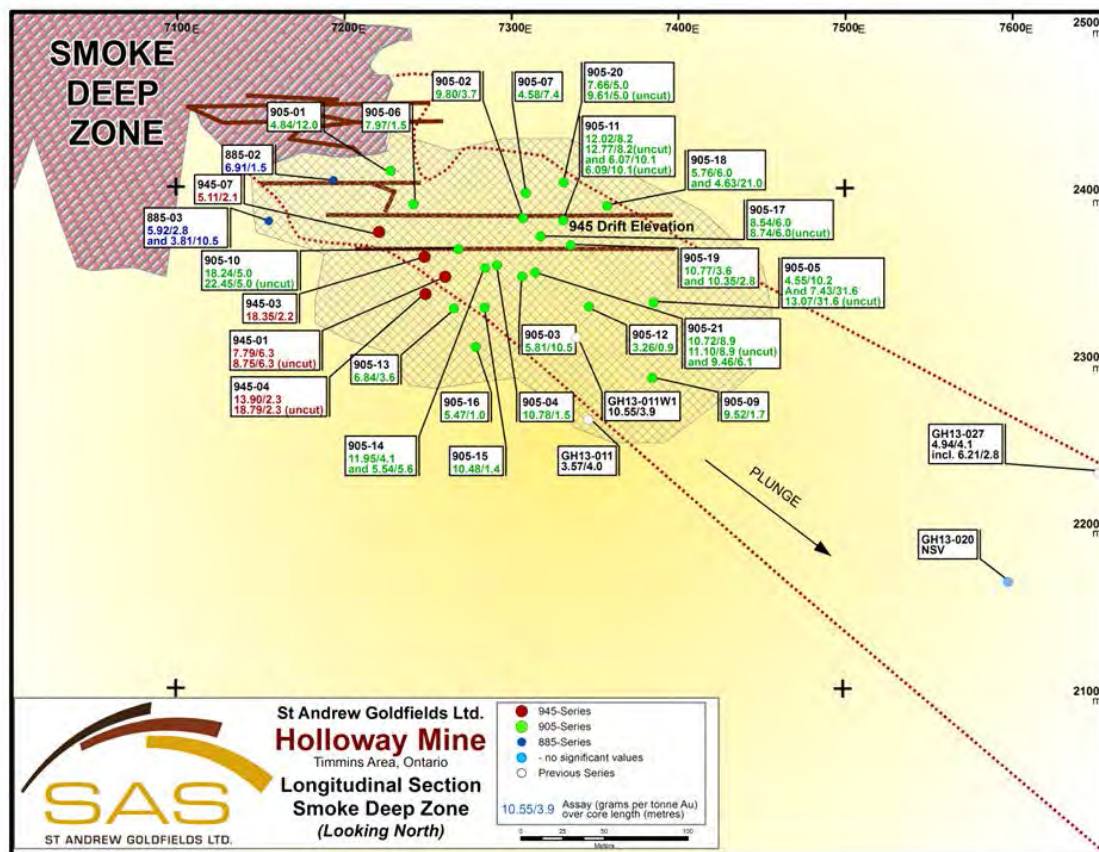 7100E
7200E
7300E
7400E
7500E
7600E
2500
m
SMOKE
DEEP
ZONE
905-01
4.84/12.0
905-06
7.97/1.5
905-02
9.80/3.7
905-07
4.58/7.4
905-20
7.66/5.0
9.61/5.0 (uncut)
905-11
12.02/8.2
12.77/8.2(uncut)
and 6.07/10.1
6.09/10.1(uncut)
905-18
5.76/6.0
and 4.63/21.0
885-02
6.91/1.5
945-07
5.11/2.1
2400
m
885-03
5.92/2.8
and 3.81/10.5
945 Drift Elevation
905-17
8.54/6.0
8.74/6.0(uncut)
905-10
18.24/5.0
22.45/5.0 (uncut)
905-19
10.77/3.6
and 10.35/2.8
905-05
4.55/10.2
And 7.43/31.6
13.07/31.6 (uncut)
945-03
18.35/2.2
945-01
7.79/6.3
8.75/6.3 (uncut)
905-13
6.84/3.6
905-03
5.81/10.5
905-12
3.26/0.9
905-21
10.72/8.9
11.10/8.9 (uncut)
and 9.46/6.1
2300
m
945-04
13.90/2.3
18.79/2.3 (uncut)
905-16
5.47/1.0
905-04
10.78/1.5
GH13-011W1
10.55/3.9
905-09
9.52/1.7
905-14
11.95/4.1
and 5.54/5.6
905-15
10.48/1.4
GH13-011
3.57/4.0
GH13-027
4.94/4.1
incl. 6.21/2.8
PLUNGE
2200
m
GH13-020
NSV
2100
m
SAS
ST ANDREW GOLDFIELDS LTD.
St Andrew Goldfields Ltd.
Holloway Mine
Timmins Area, Ontario
Longitudinal Section
Smoke Deep Zone
(Looking North)
945-Series
905-Series
885-Series
- no significant values
Previous Series
10.55/3.9 Assay (grams per tonne Au)
over core length (metres)
0 25 50 100
Meters